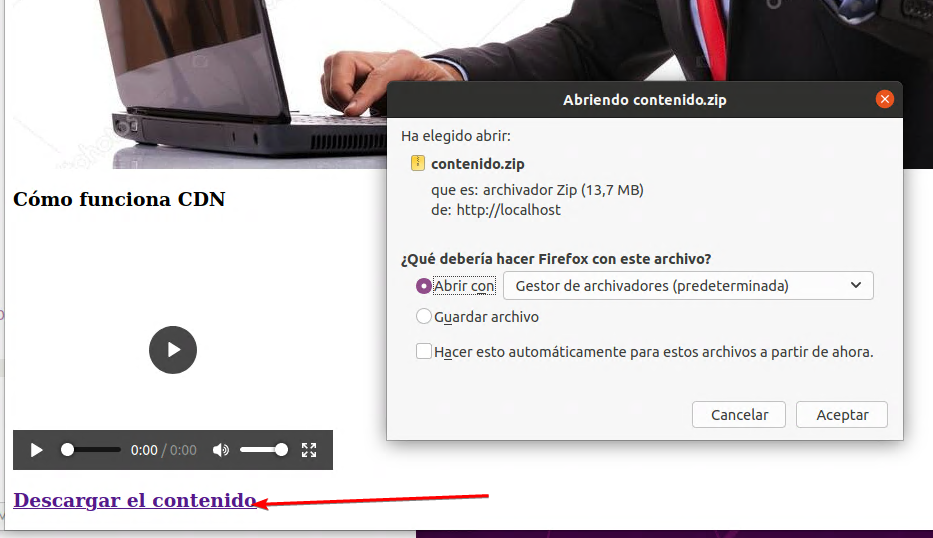 Abriendo contenido.zip
Ha elegido abrir:
contenido.zip
que es: archivador Zip (13,7 MB)
de: http://localhost
¿Qué debería hacer Firefox con este archivo?
Abrir con
Gestor de archivadores (predeterminada)
Guardar archivo
Hacer esto automáticamente para estos archivos a partir de ahora.
Cancelar
Aceptar
Cómo funciona CDN
0:00 / 0:00
Descargar el contenido